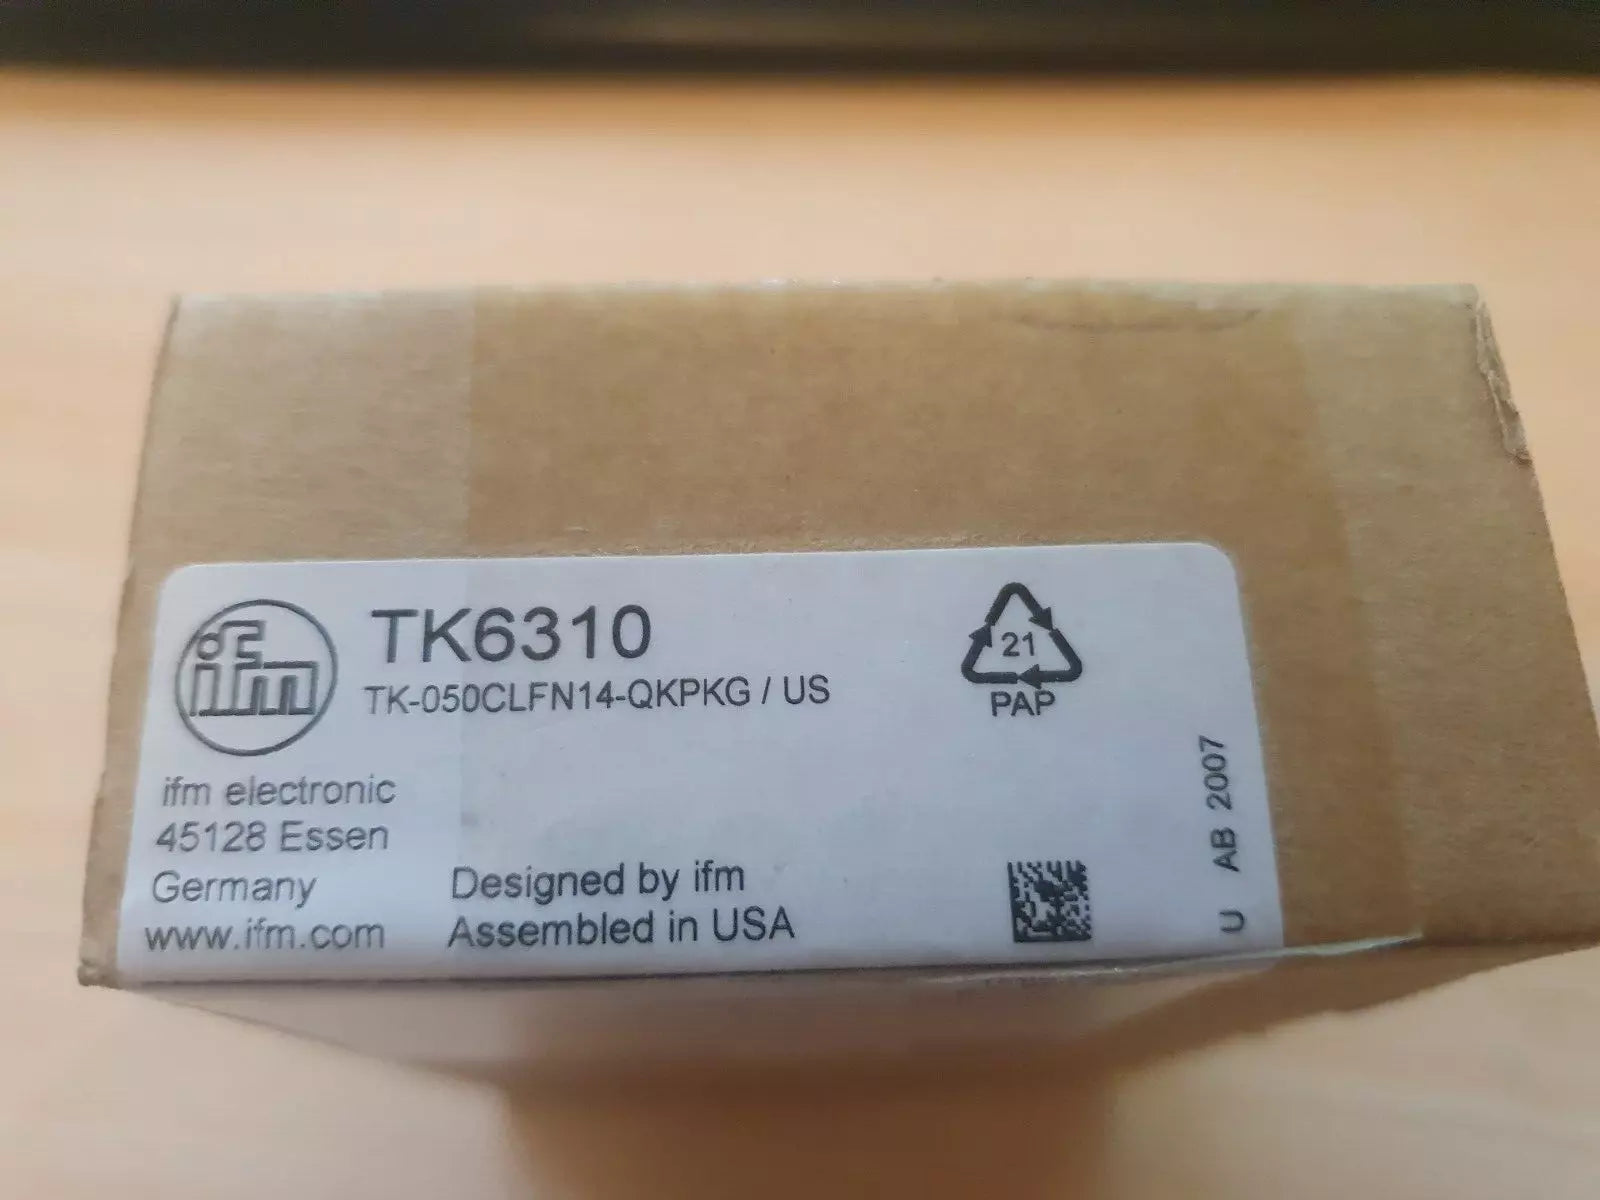 ifm
TK6310
TK-050CLFN14-QKPKG / US
21
PAP
ifm electronic
45128 Essen
Germany
www.ifm.com
Designed by ifm
Assembled in USA
U AB 2007